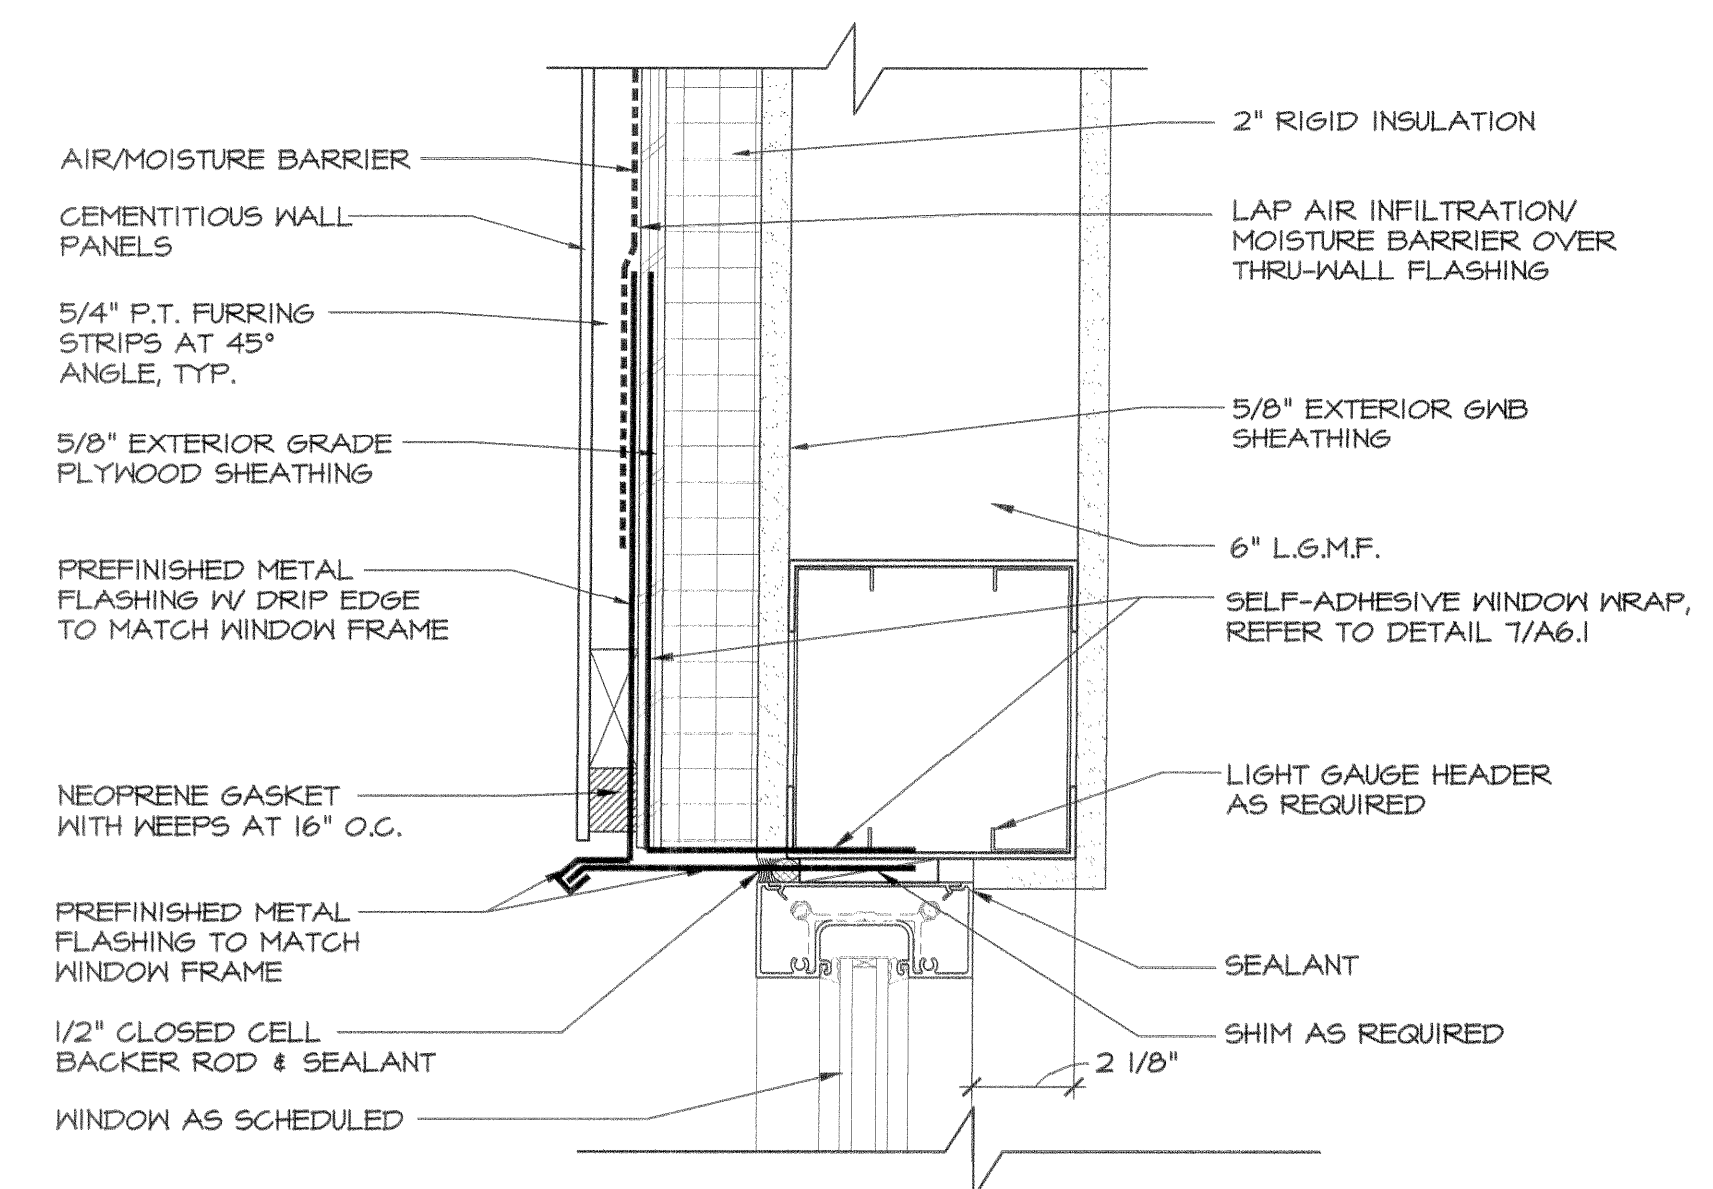 AIR/MOISTURE BARRIER
CEMENTITIOUS WALL
PANELS
5/4" P.T. FURRING
STRIPS AT 45°
ANGLE, TYP.
5/8" EXTERIOR GRADE
PLYWOOD SHEATHING
PREFINISHED METAL
FLASHING W/ DRIP EDGE
TO MATCH WINDOW FRAME
NEOPRENE GASKET
WITH WEEPS AT 16" O.C.
PREFINISHED METAL
FLASHING TO MATCH
WINDOW FRAME
1/2" CLOSED CELL
BACKER ROD & SEALANT
WINDOW AS SCHEDULED
2" RIGID INSULATION
LAP AIR INFILTRATION/
MOISTURE BARRIER OVER
THRU-WALL FLASHING
5/8" EXTERIOR GWB
SHEATHING
6" L.G.M.F.
SELF-ADHESIVE WINDOW WRAP,
REFER TO DETAIL 7/A6.1
LIGHT GAUGE HEADER
AS REQUIRED
SEALANT
SHIM AS REQUIRED
2 1/8"